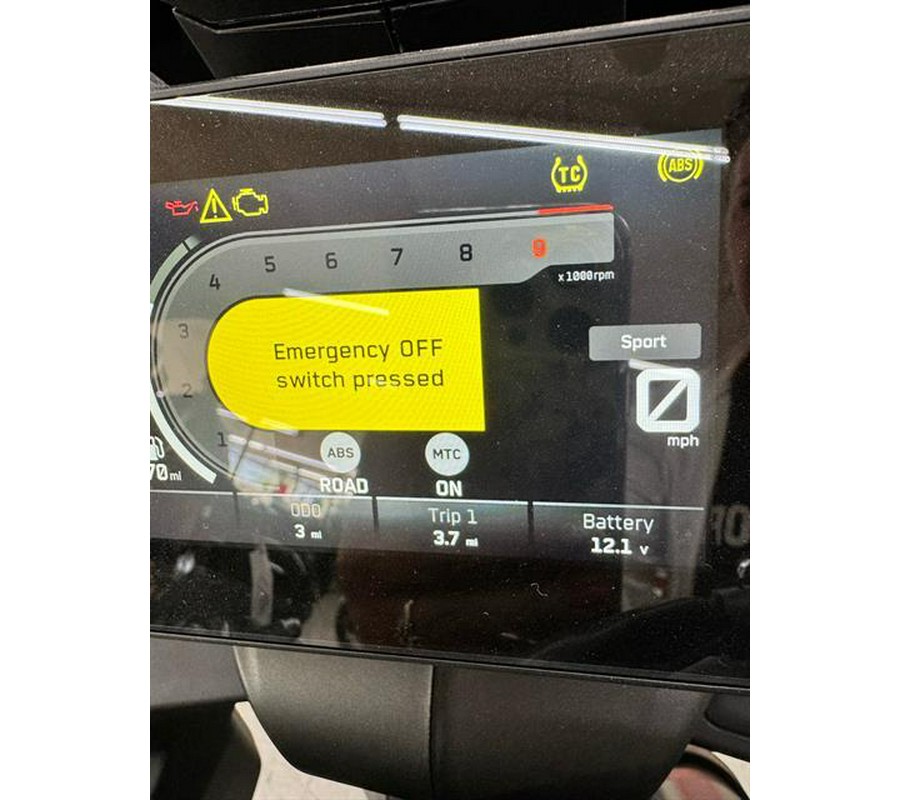 TC
ABS
4 5 6 7 8 9
x1000rpm
3
2
1
Emergency OFF
switch pressed
Sport
0
mph
ABS
MTC
ROAD
ON
70 mi
ODO
3 mi
Trip 1
3.7 mi
Battery
12.1 v